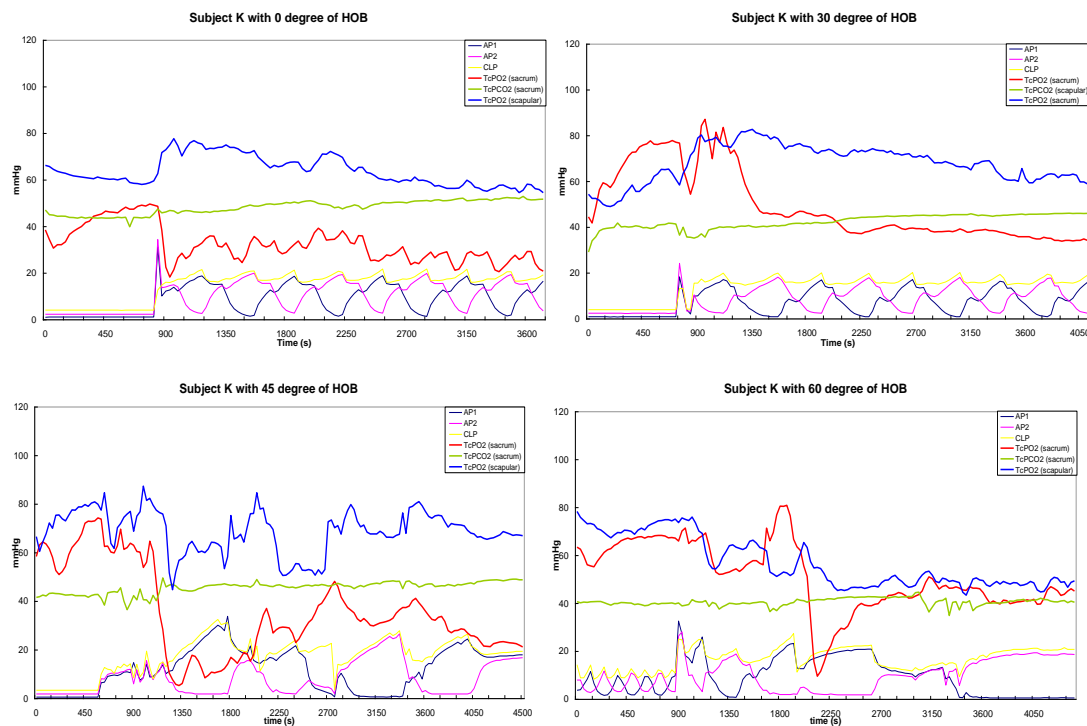 Subject K with 0 degree of HOB
120
100
80
60
40
20
0
mmHg
AP1
AP2
CLP
TcPO2 (sacrum)
TcPCO2 (sacrum)
TcPO2 (scapular)
0 450 900 1350 1800 2250 2700 3150 3600
Time (s)
Subject K with 30 degree of HOB
120
100
80
60
40
20
0
mmHg
AP1
AP2
CLP
TcPO2 (sacrum)
TcPCO2 (scapular)
TcPO2 (sacrum)
0 450 900 1350 1800 2250 2700 3150 3600 4050
Time (s)
Subject K with 45 degree of HOB
120
100
80
60
40
20
0
mmHg
AP1
AP2
CLP
TcPO2 (sacrum)
TcPCO2 (sacrum)
TcPO2 (scapular)
0 450 900 1350 1800 2250 2700 3150 3600 4050 4500
time (s)
Subject K with 60 degree of HOB
120
100
80
60
40
20
0
mmHg
AP1
AP2
CLP
TcPO2 (sacrum)
TcPCO2 (sacrum)
TcPO2 (scapular)
0 450 900 1350 1800 2250 2700 3150 3600 4050
time (s)